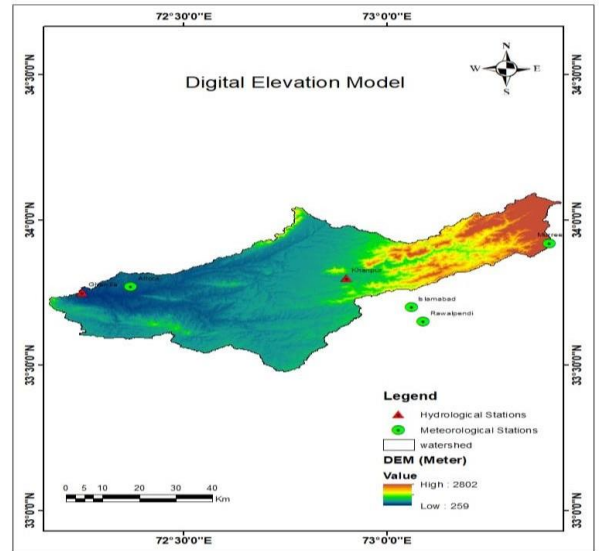 72°30'0"E 73°0'0"E
34°30'0"N 34°30'0"N
N
W E
S
Digital Elevation Model
34°0'0"N 34°0'0"N
Murree
Khanpur
Islamabad
Rawalpendi
33°30'0"N 33°30'0"N
Legend
Hydrological Stations
Meteorological Stations
watershed
DEM (Meter)
Value
High : 2802
Low : 259
0 5 10 20 30 40
Km
33°0'0"N 33°0'0"N
72°30'0"E 73°0'0"E